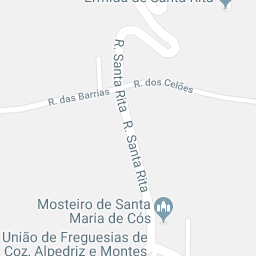 Ermida de Santa Rita
R. Santa Rita
R. dos Celões
R. das Barrias
R. Santa Rita
Mosteiro de Santa
Maria de Cós
União de Freguesias de
Coz, Alpedriz e Montes